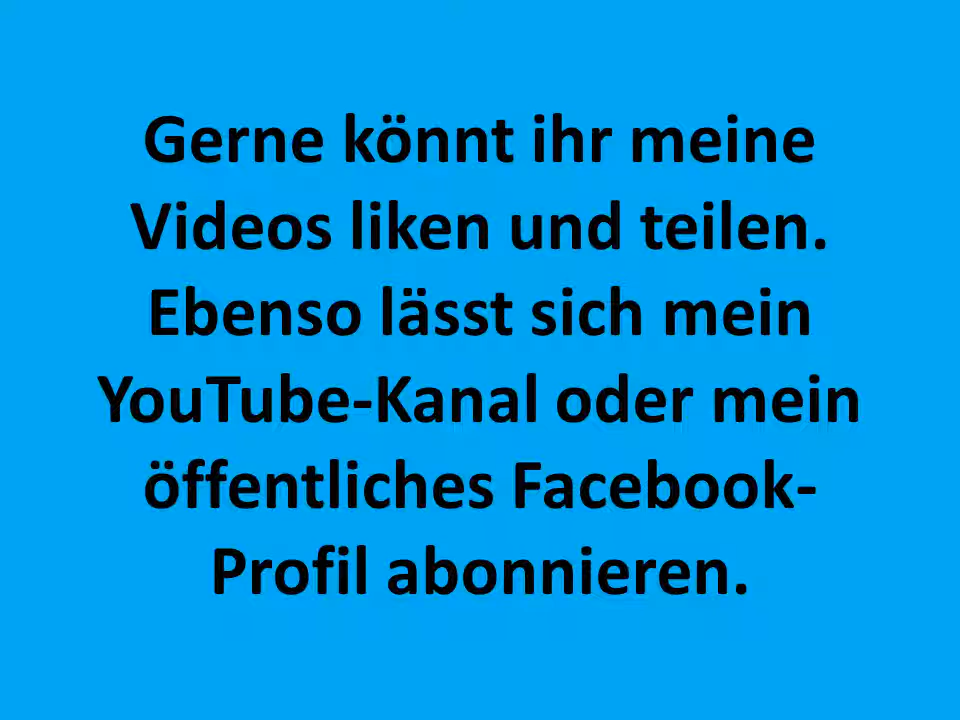 Gerne könnt ihr meine
Videos liken und teilen.
Ebenso lässt sich mein
YouTube-Kanal oder mein
öffentliches Facebook-
Profil abonnieren.